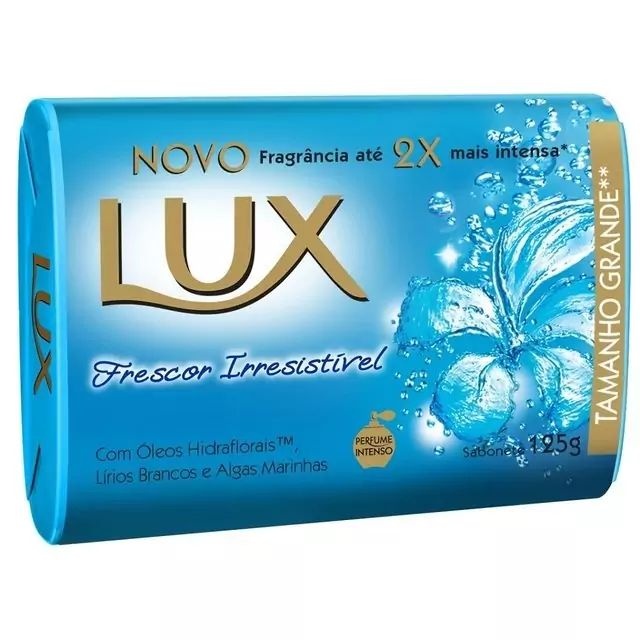 NOVO Fragrância até 2X mais intensa*
LUX
Frescor Irresistível
Com Óleos Hidraflorais™,
Lírios Brancos e Algas Marinhas
PERFUME
INTENSO
Sabonete 125g
TAMANHO GRANDE**
LUX